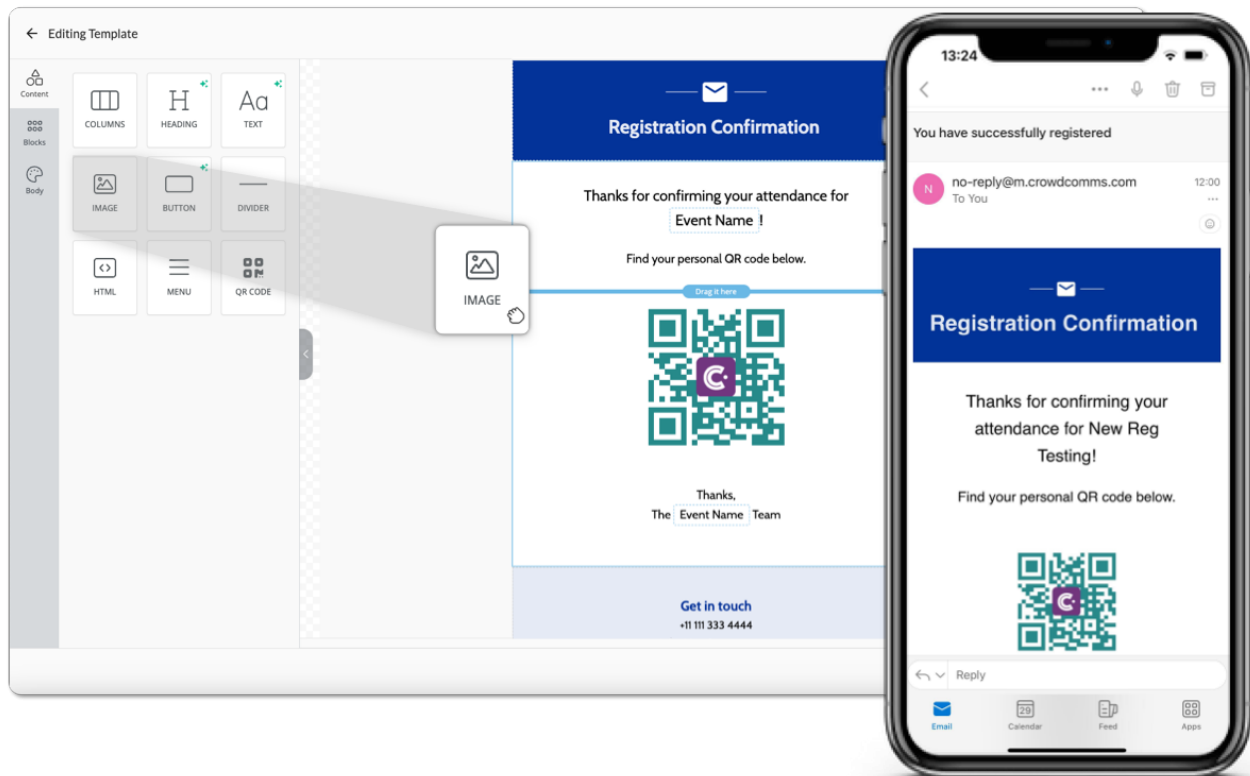 Editing Template
Content
Blocks
Body
COLUMNS
HEADING
TEXT
IMAGE
BUTTON
DIVIDER
HTML
MENU
QR CODE
IMAGE
Registration Confirmation
Thanks for confirming your attendance for
Event Name !
Find your personal QR code below.
Drag it here
C
Thanks,
The Event Name Team
Get in touch
+11 111 333 4444
13:24
You have successfully registered
N
no-reply@m.crowdcomms.com
12:00
To You
Registration Confirmation
Thanks for confirming your
attendance for New Reg
Testing!
Find your personal QR code below.
C
Reply
29
Email
Calendar
Feed
Apps